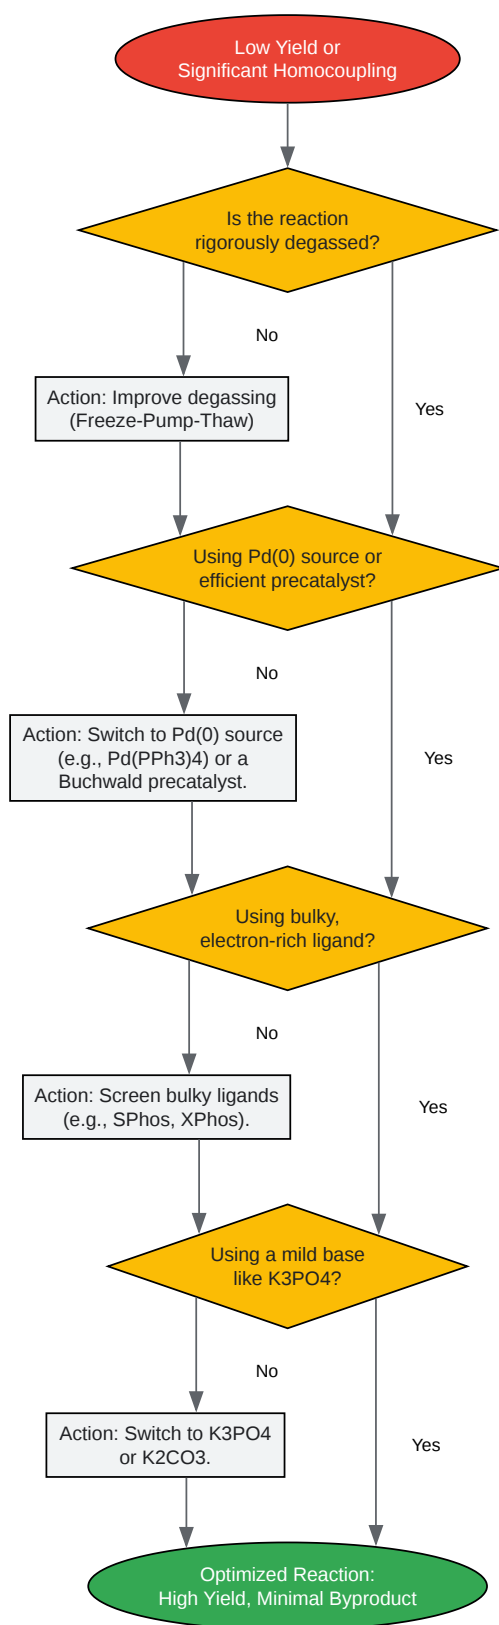 Low Yield or
Significant Homocoupling
Is the reaction
rigorously degassed?
No
Action: Improve degassing
(Freeze-Pump-Thaw)
Yes
Using Pd(0) source or
efficient precatalyst?
No
Action: Switch to Pd(0) source
(e.g., Pd(PPh3)4) or a
Buchwald precatalyst.
Yes
Using bulky,
electron-rich ligand?
No
Action: Screen bulky ligands
(e.g., SPhos, XPhos).
Yes
Using a mild base
like K3PO4?
No
Action: Switch to K3PO4
or K2CO3.
Yes
Optimized Reaction:
High Yield, Minimal Byproduct